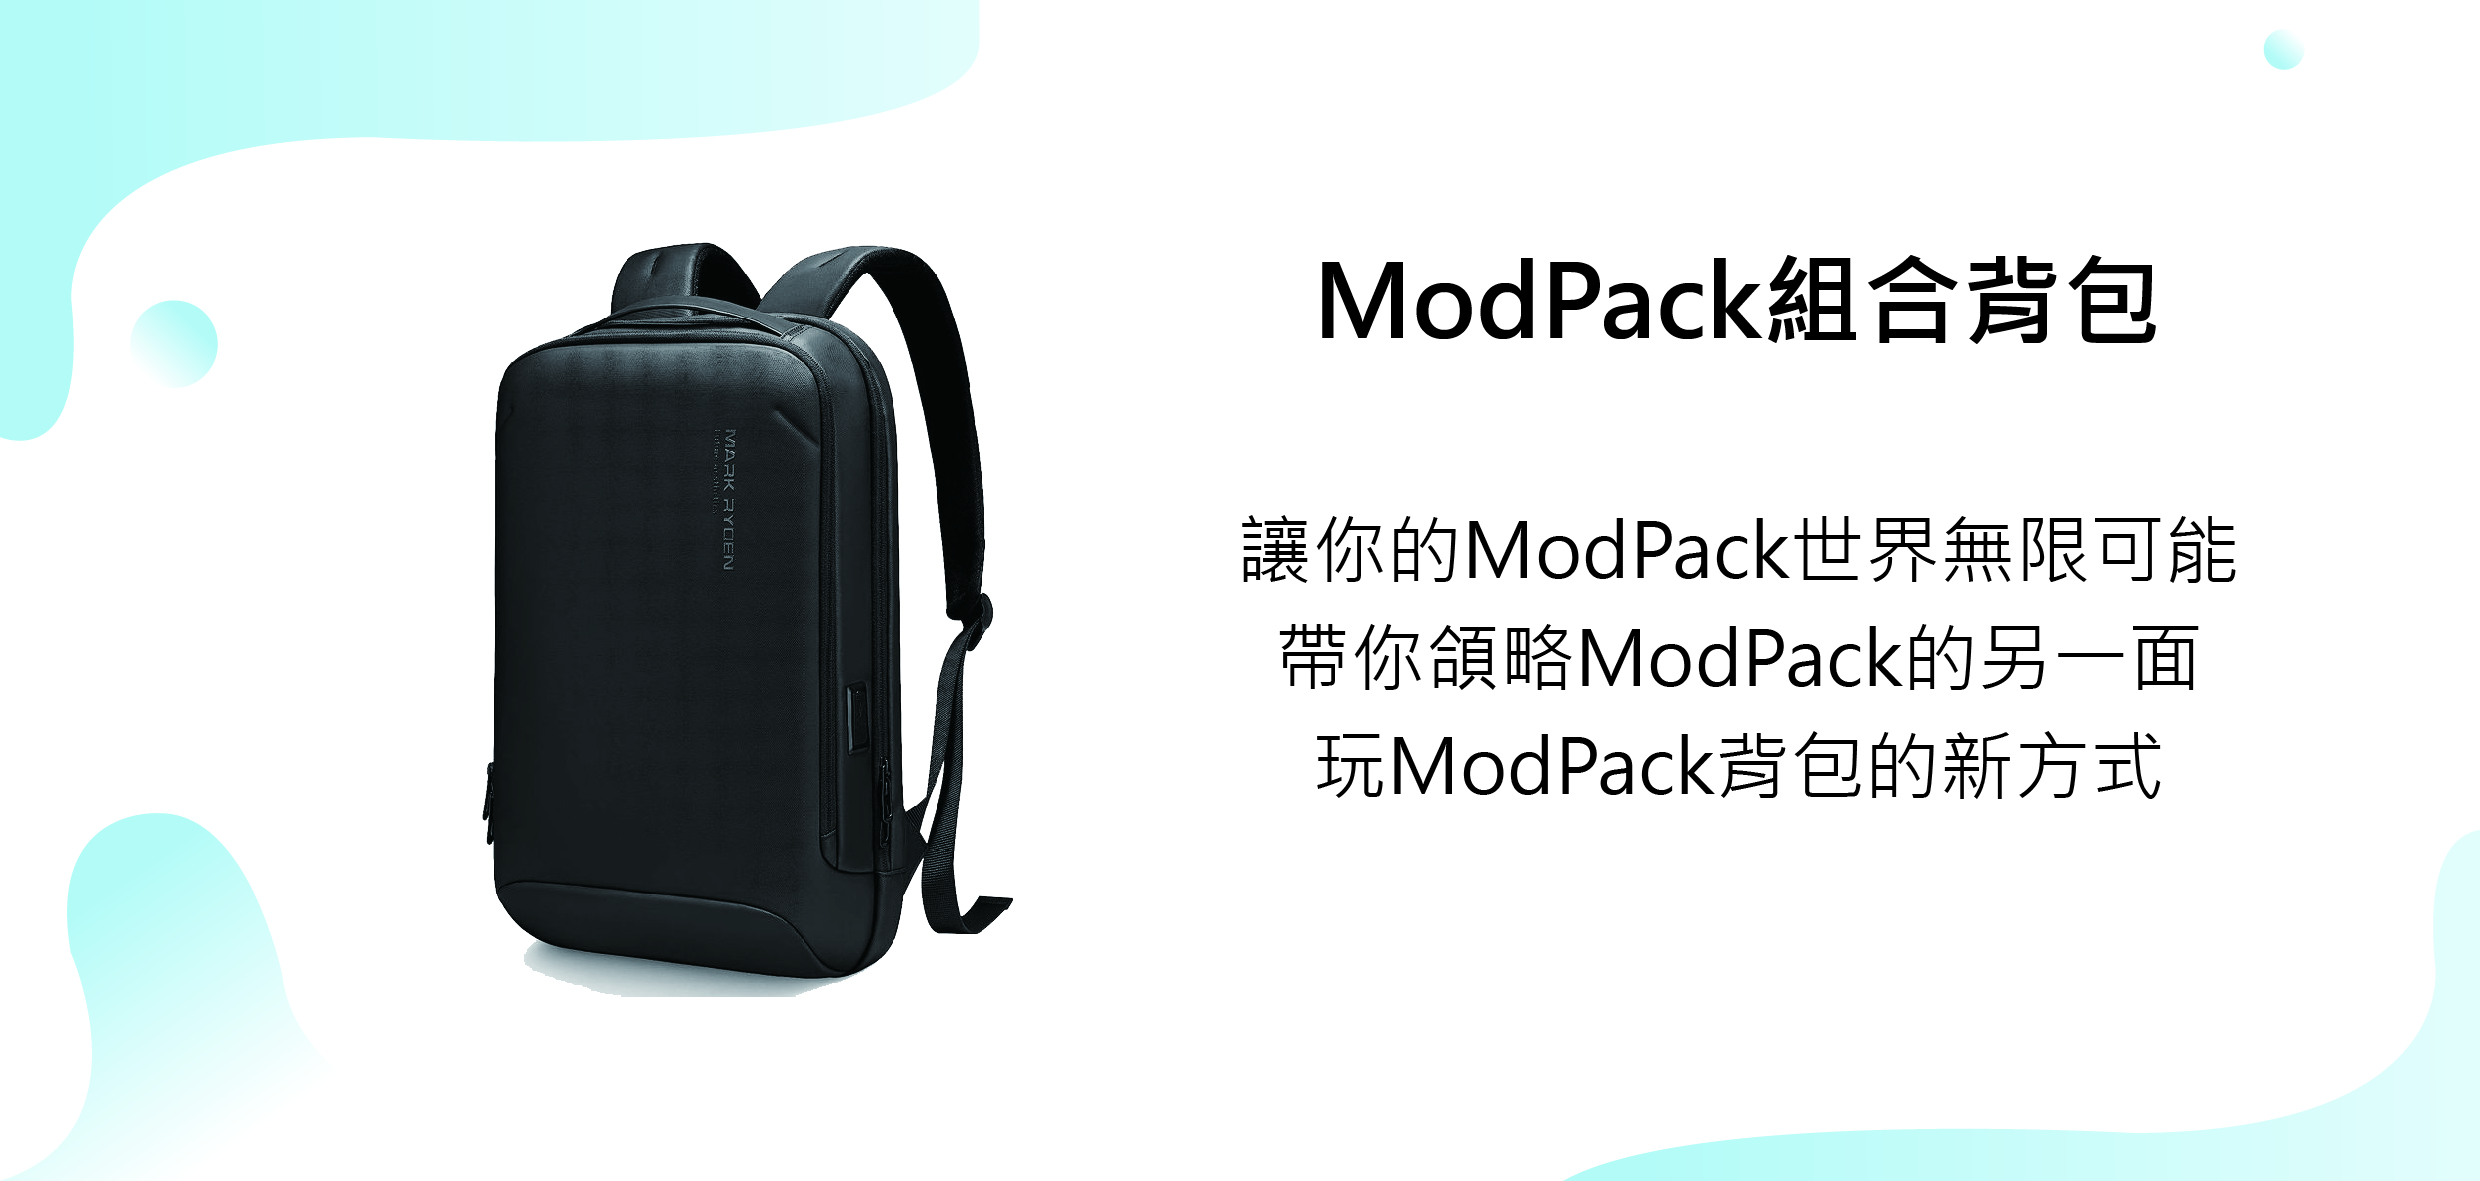 ModPack組合背包
讓你的ModPack世界無限可能
帶你頜略ModPack的另一面
玩ModPack背包的新方式
MARK RYDEN